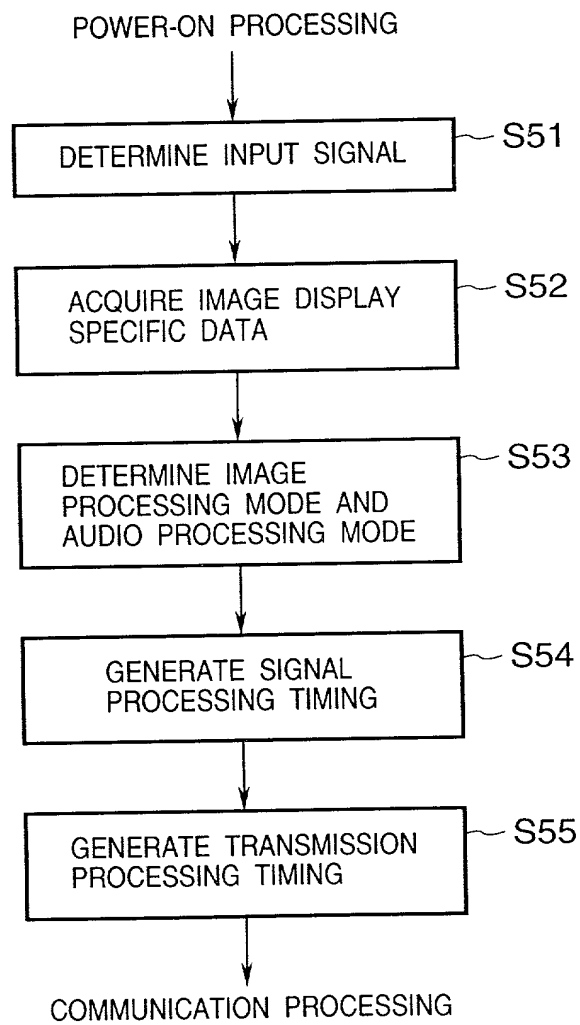 POWER-ON PROCESSING
DETERMINE INPUT SIGNAL
S51
ACQUIRE IMAGE DISPLAY
SPECIFIC DATA
S52
DETERMINE IMAGE
PROCESSING MODE AND
AUDIO PROCESSING MODE
S53
GENERATE SIGNAL
PROCESSING TIMING
S54
GENERATE TRANSMISSION
PROCESSING TIMING
S55
COMMUNICATION PROCESSING